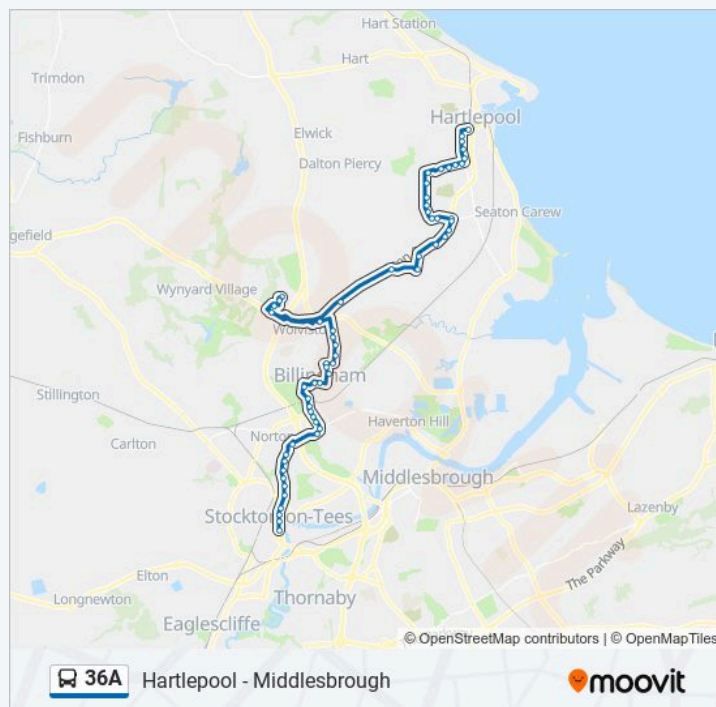 Hart Station
Trimdon
Hart
Hartlepool
Fishburn
Elwick
Dalton Piercy
Seaton Carew
gefield
on
Wynyard Village
Wolvisto
Billingham
Stillington
Haverton Hill
Norton
Carlton
Middlesbrough
Lazenby
Stockton-on-Tees
The Parkway
Elton
Longnewton
Thornaby
Eaglescliffe
© OpenStreetMap contributors | © OpenMapTiles
36A Hartlepool - Middlesbrough
moovit